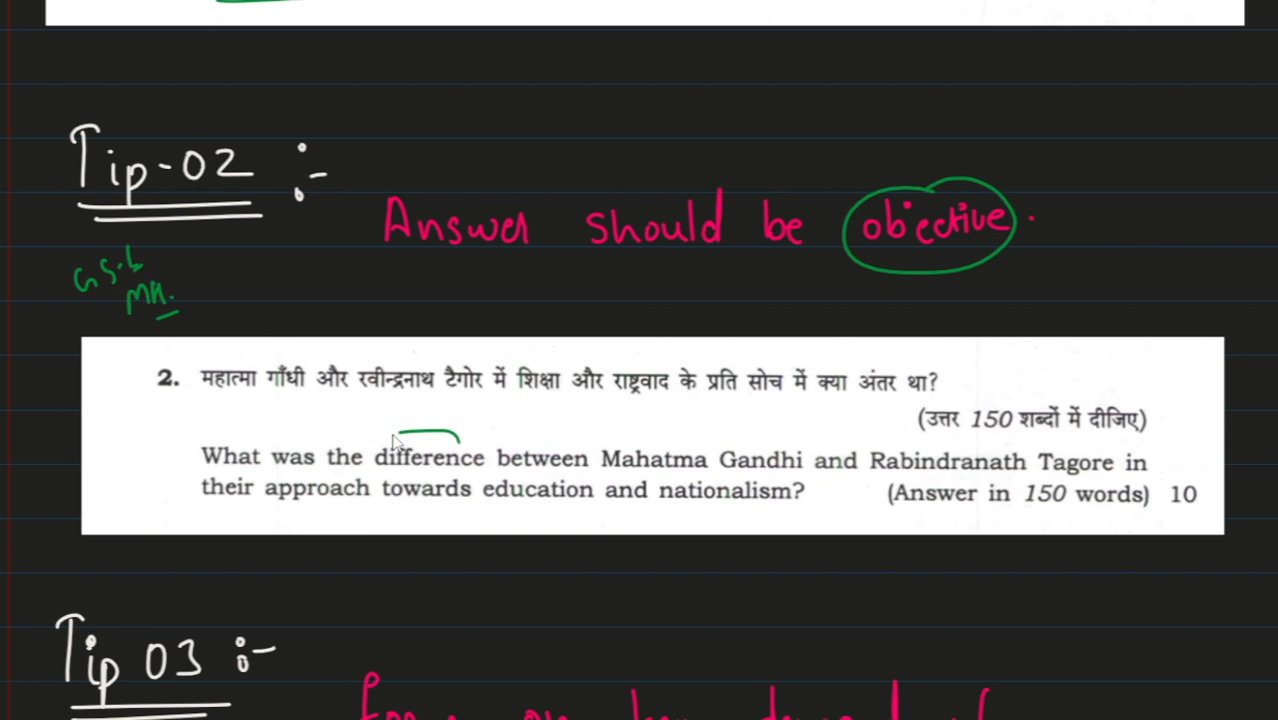 Tip-02 :-
Answer should be objective.
G.S.1
2. महात्मा गाँधी और रवीन्द्रनाथ टैगोर में शिक्षा और राष्ट्रवाद के प्रति सोच में क्या अंतर था?
(उत्तर 150 शब्दों में दीजिए)
What was the difference between Mahatma Gandhi and Rabindranath Tagore in
their approach towards education and nationalism? (Answer in 150 words) 10
Tip 03 :-